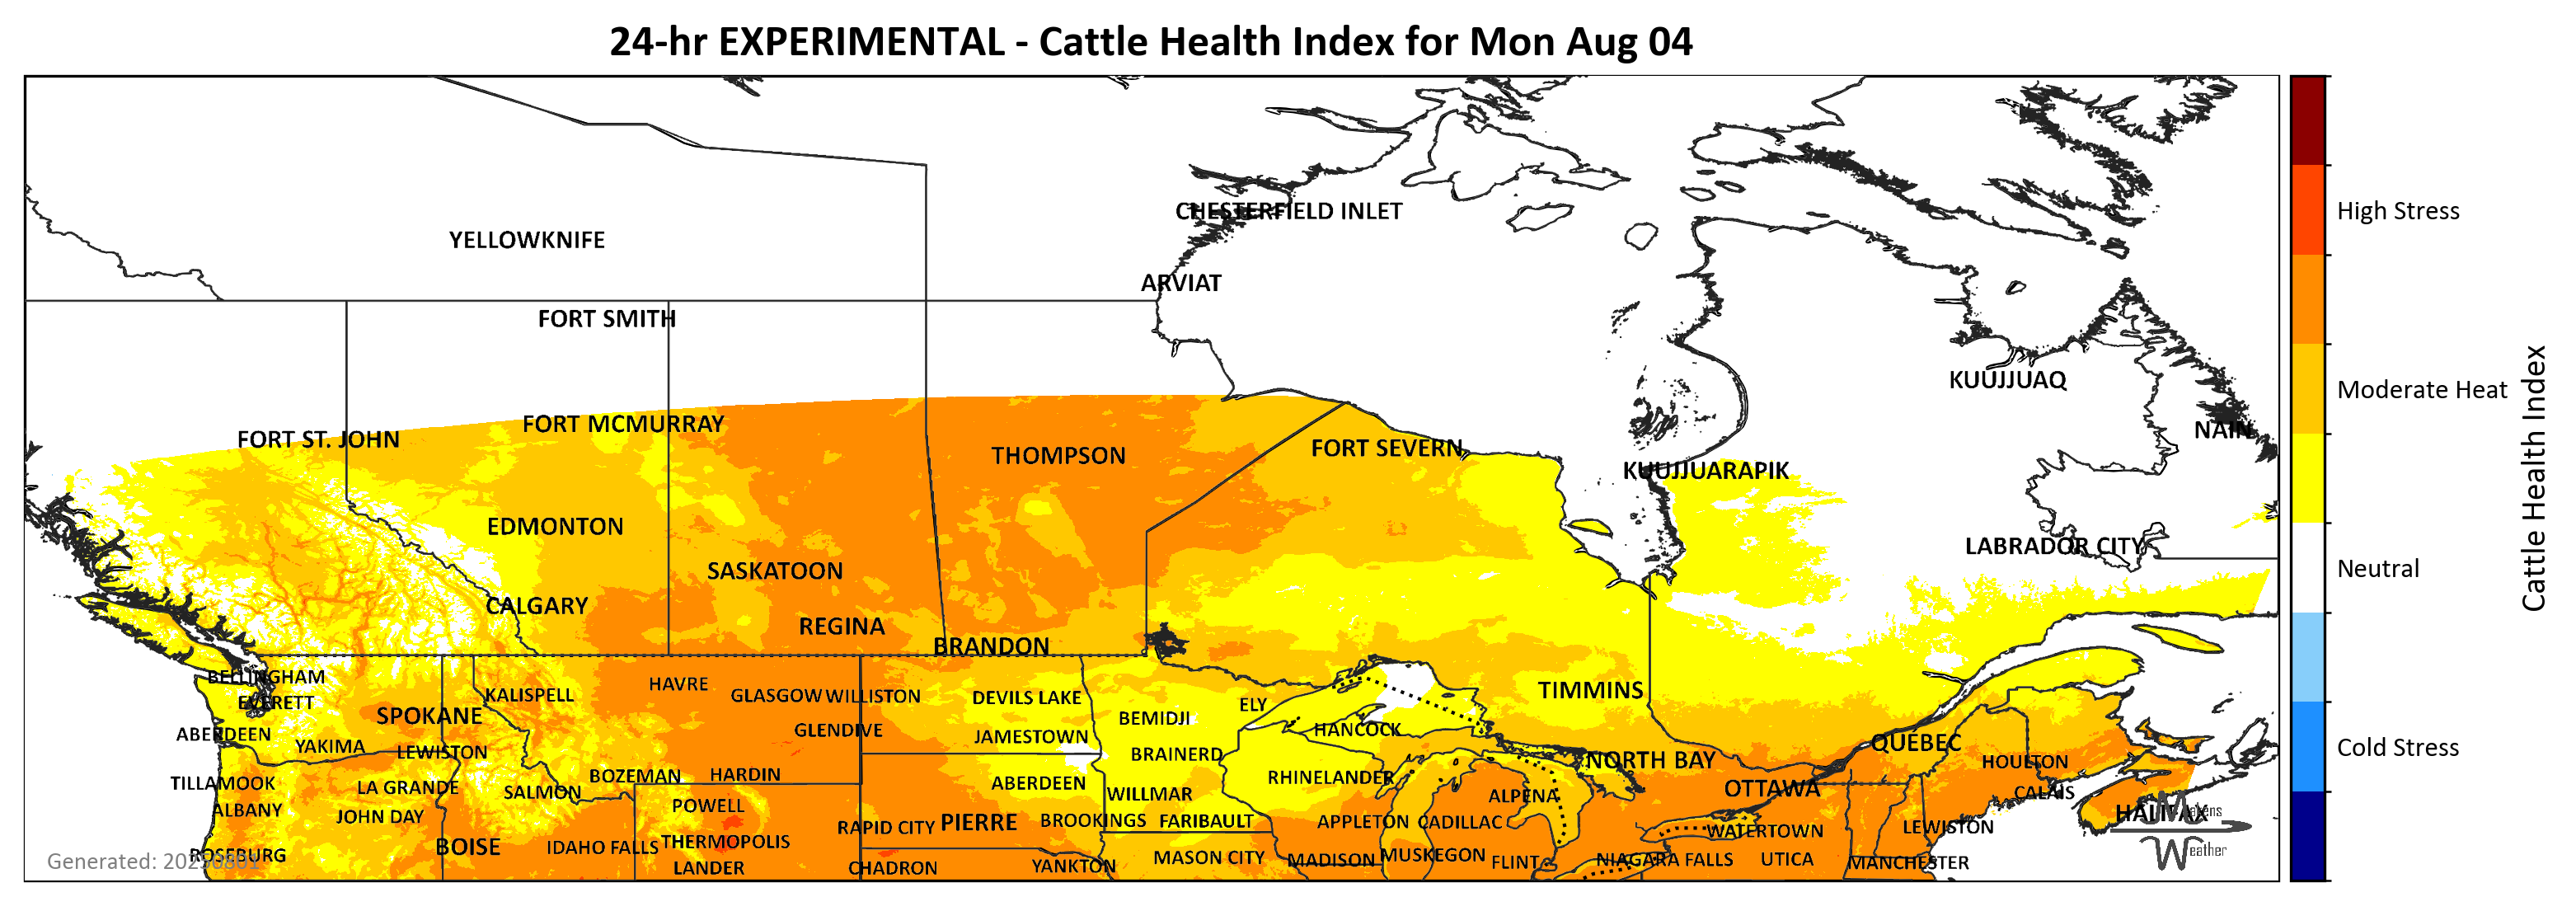 24-hr EXPERIMENTAL - Cattle Health Index for Mon Aug 04
CHESTERFIELD INLET
High Stress
YELLOWKNIFE
ARVIAT
FORT SMITH
KUUJJUAQ
Moderate Heat
FORT MCMURRAY
NAIN
FORT ST. JOHN
THOMPSON
FORT SEVERN
KUUJJUARAPIK
Cattle Health Index
EDMONTON
LABRADOR CITY
SASKATOON
Neutral
CALGARY
REGINA
BRANDON
BELLINGHAM
KALISPELL
HAVRE
GLASGOW
WILLISTON
DEVILS LAKE
TIMMINS
EVERETT
SPOKANE
BEMIDJI
ELY
ABERDEEN
GLENDIVE
JAMESTOWN
HANCOCK
QUEBEC
YAKIMA
LEWISTON
BRAINERD
NORTH BAY
HOULTON
Cold Stress
TILLAMOOK
LA GRANDE
SALMON
BOZEMAN
HARDIN
ABERDEEN
WILLMAR
RHINELANDER
ALPENA
OTTAWA
CALAIS
ALBANY
JOHN DAY
POWELL
RAPID CITY
PIERRE
BROOKINGS
FARIBAULT
APPLETON
CADILLAC
WATERTOWN
LEWISTON
HALIFAX
Makens
Weather
ROSEBURG
BOISE
IDAHO FALLS
THERMOPOLIS
LANDER
CHADRON
YANKTON
MASON CITY
MADISON
MUSKEGON
FLINT
NIAGARA FALLS
UTICA
MANCHESTER
Generated: 20250801